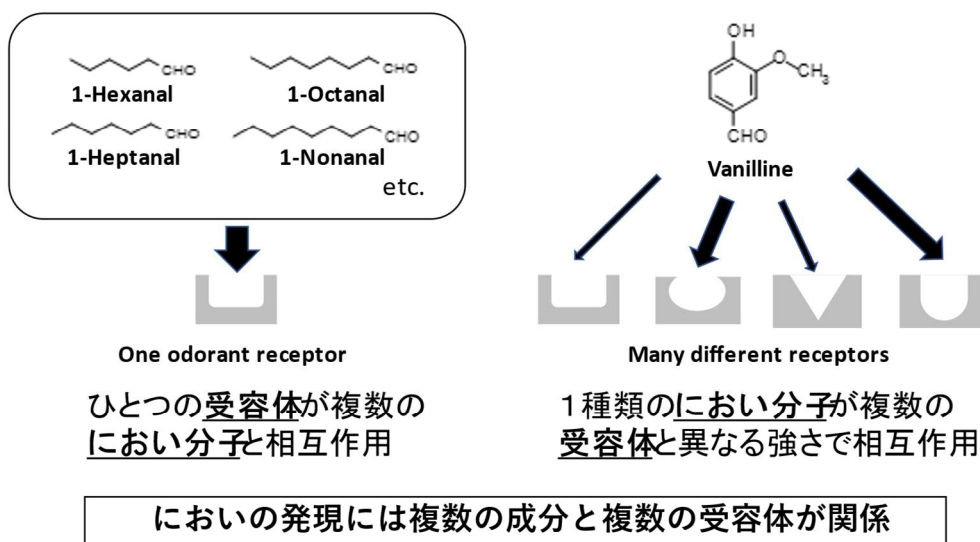 CHO
1-Hexanal
CHO
1-Octanal
CHO
1-Heptanal
CHO
1-Nonanal
etc.
One odorant receptor
ひとつの受容体が複数の
におい分子と相互作用
OH
O
CH3
CHO
Vanilline
Many different receptors
1種類のにおい分子が複数の
受容体と異なる強さで相互作用
においの発現には複数の成分と複数の受容体が関係